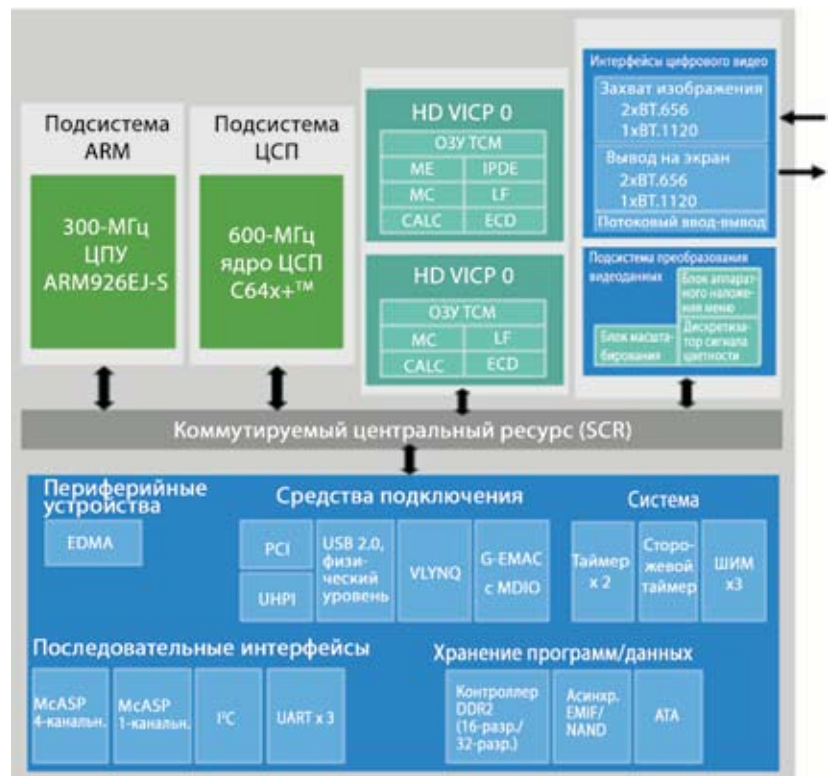 Подсистема
ARM
300-МГц
ЦПУ
ARM926EJ-S
Подсистема
ЦСП
600-МГц
ядро ЦСП
C64x+™
HD VICP 0
ОЗУ TCM
ME
IPDE
MC
LF
CALC
ECD
HD VICP 0
ОЗУ TCM
MC
LF
CALC
ECD
Интерфейсы цифрового видео
Захват изображения
2xBT.656
1xBT.1120
Вывод на экран
2xBT.656
1xBT.1120
Потоковый ввод-вывод
Подсистема преобразования
видеоданных
Блок аппарат-
ного наложе-
ния меню
Блок масшта-
бирования
Дискретиза-
тор сигнала
цветности
Коммутируемый центральный ресурс (SCR)
Периферийные
устройства
EDMA
Средства подключения
PCI
UHPI
USB 2.0,
физи-
ческий
уровень
VLYNQ
G-EMAC
с MDIO
Система
Таймер
x 2
Сторо-
жевой
таймер
ШИМ
x3
Последовательные интерфейсы
McASP
4-канальн.
McASP
1-канальн.
I²C
UART x 3
Хранение программ/данных
Контроллер
DDR2
(16-разр./
32-разр.)
Асинхр.
EMIF/
NAND
ATA